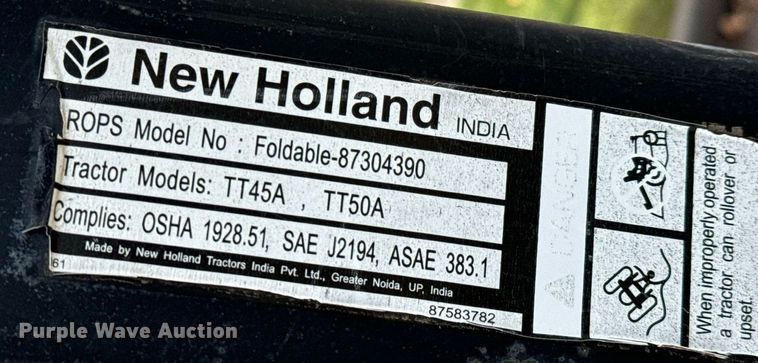 New Holland INDIA
ROPS Model No : Foldable-87304390
Tractor Models: TT45A , TT50A
Complies: OSHA 1928.51, SAE J2194, ASAE 383.1
Made by New Holland Tractors India Pvt. Ltd., Greater Noida, UP, India
61
87583782
DANGER
When improperly operated
a tractor can rollover or
upset.
Purple Wave Auction